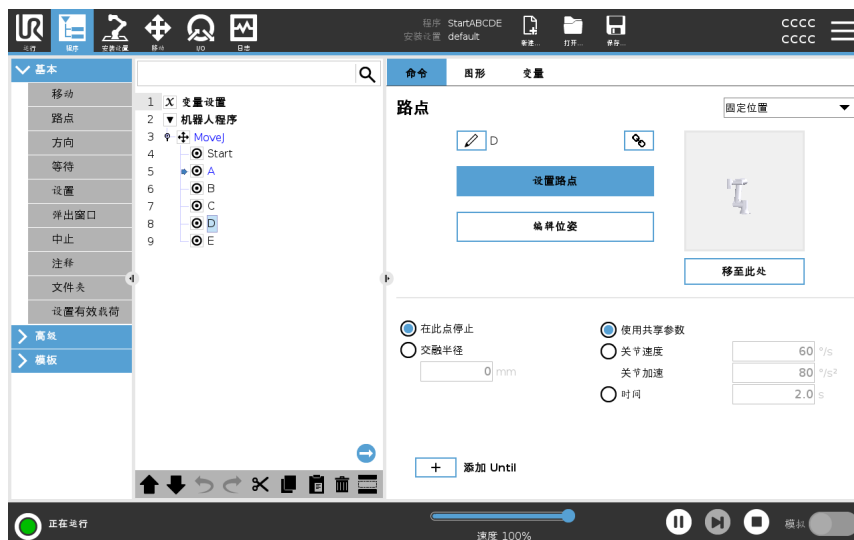 UR
运行
程序
安装设置
移动
I/O
日志
程序 StartABCDE
安装设置 default
新建...
打开...
保存...
CCCC
CCCC
基本
移动
路点
方向
等待
设置
弹出窗口
中止
注释
文件夹
设置有效载荷
高级
模板
1 X 变量设置
2 机器人程序
3 MoveJ
4 Start
5 A
6 B
7 C
8 D
9 E
命令 图形 变量
路点
固定位置
D
设置路点
编辑位姿
移至此处
在此点停止
交融半径
0 mm
使用共享参数
关节速度 60 °/s
关节加速 80 °/s²
时间 2.0 s
+ 添加 Until
正在运行
速度 100%
模拟